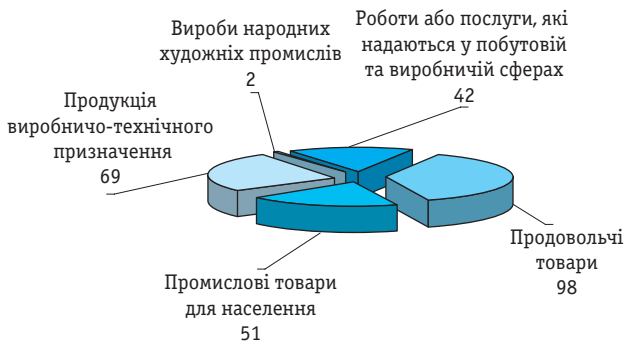 Вироби народних
художніх промислів
2
Роботи або послуги, які
надаються у побутовій
та виробничій сферах
42
Продукція
виробничо-технічного
призначення
69
Продовольчі
товари
98
Промислові товари
для населення
51